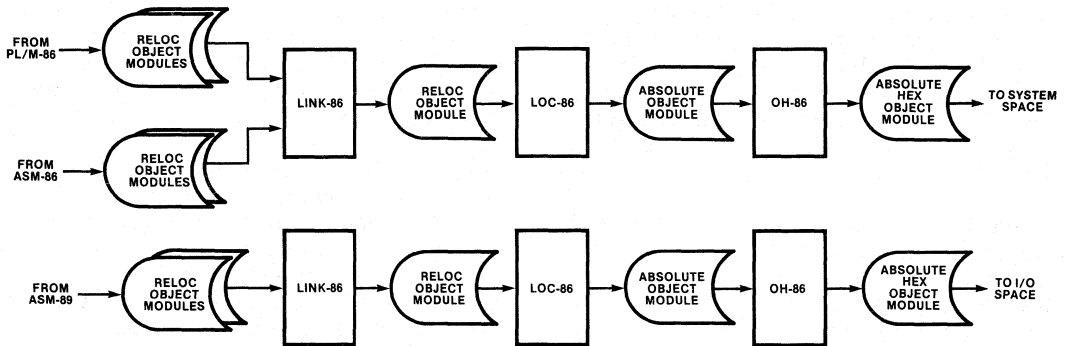 FROM
PL/M-86
RELOC
OBJECT
MODULES
LINK-86
RELOC
OBJECT
MODULE
LOC-86
ABSOLUTE
OBJECT
MODULE
OH-86
ABSOLUTE
HEX
OBJECT
MODULE
TO SYSTEM
SPACE
FROM
ASM-86
RELOC
OBJECT
MODULES
FROM
ASM-89
RELOC
OBJECT
MODULES
LINK-86
RELOC
OBJECT
MODULE
LOC-86
ABSOLUTE
OBJECT
MODULE
OH-86
ABSOLUTE
HEX
OBJECT
MODULE
TO I/O
SPACE